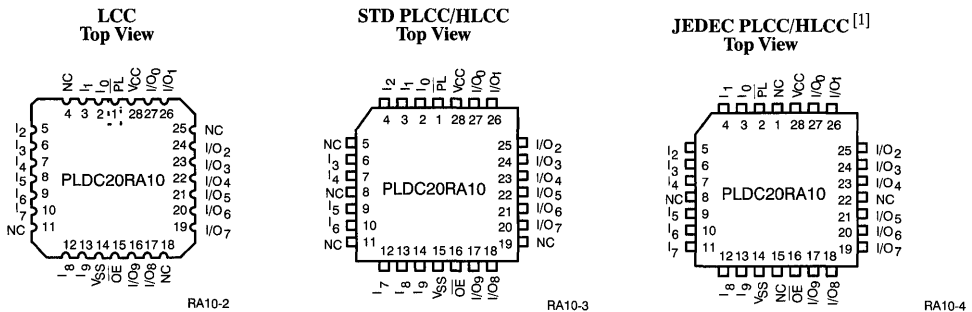 LCC
Top View
NC I1 I0 PL VCC I/O0 I/O1
4 3 2 1 28 27 26
I2 5 25 NC
I3 6 24 I/O2
I4 7 23 I/O3
I5 8 22 I/O4
I6 9 21 I/O5
I7 10 20 I/O6
NC 11 19 I/O7
PLDC20RA10
12 13 14 15 16 17 18
I8 I9 VSS OE I/O9 I/O8 NC
RA10-2
STD PLCC/HLCC
Top View
I2 I1 I0 PL VCC I/O0 I/O1
4 3 2 1 28 27 26
NC 5 25 I/O2
I3 6 24 I/O3
I4 7 23 I/O4
NC 8 22 I/O5
I5 9 21 I/O6
I6 10 20 I/O7
NC 11 19 NC
PLDC20RA10
12 13 14 15 16 17 18
I7 I8 I9 VSS OE I/O9 I/O8
RA10-3
JEDEC PLCC/HLCC [1]
Top View
I1 I0 PL NC VCC I/O0 I/O1
4 3 2 1 28 27 26
I2 5 25 I/O2
I3 6 24 I/O3
I4 7 23 I/O4
NC 8 22 NC
I5 9 21 I/O5
I6 10 20 I/O6
I7 11 19 I/O7
PLDC20RA10
12 13 14 15 16 17 18
I8 I9 VSS NC OE I/O9 I/O8
RA10-4